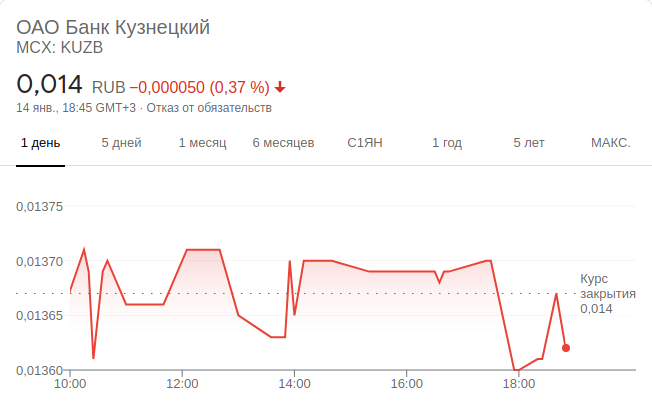 ОАО Банк Кузнецкий
MCX: KUZB
0,014 RUB −0,000050 (0,37 %)
14 янв., 18:45 GMT+3 · Отказ от обязательств
1 день 5 дней 1 месяц 6 месяцев С1ЯН 1 год 5 лет МАКС.
0,01375
0,01370
Курс
закрытия
0,014
0,01365
0,01360
10:00 12:00 14:00 16:00 18:00